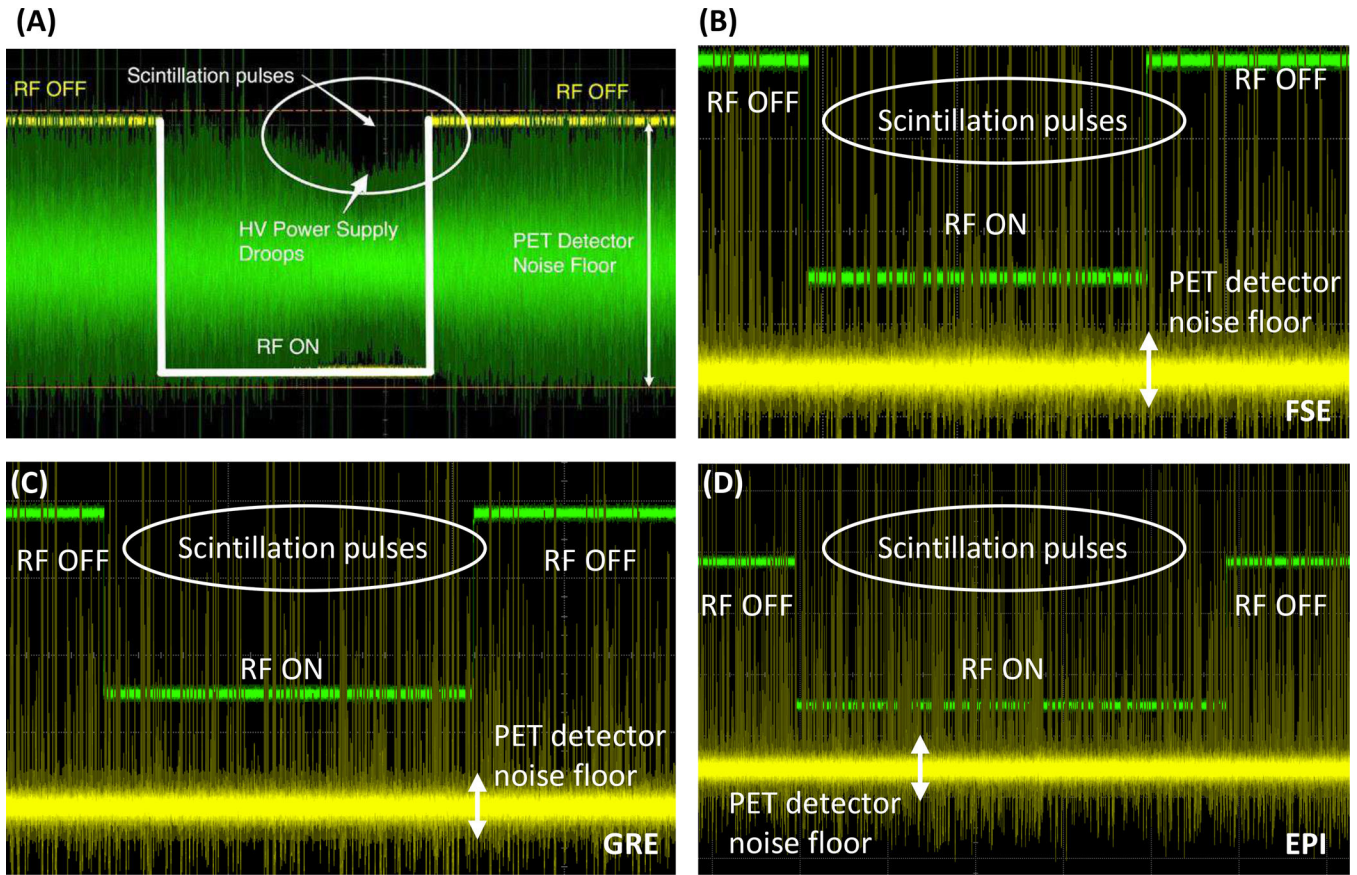 (A)
Scintillation pulses
RF OFF
RF OFF
HV Power Supply
Droops
PET Detector
Noise Floor
RF ON
(B)
RF OFF
RF OFF
Scintillation pulses
RF ON
PET detector
noise floor
FSE
(C)
Scintillation pulses
RF OFF
RF OFF
RF ON
PET detector
noise floor
GRE
(D)
Scintillation pulses
RF OFF
RF OFF
RF ON
PET detector
noise floor
EPI